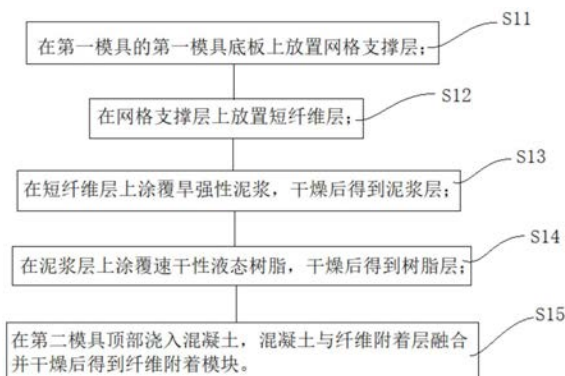 S11
在第一模具的第一模具底板上放置网格支撑层;
S12
在网格支撑层上放置短纤维层;
S13
在短纤维层上涂覆早强性泥浆，干燥后得到泥浆层;
S14
在泥浆层上涂覆速干性液态树脂，干燥后得到树脂层;
S15
在第二模具顶部浇入混凝土，混凝土与纤维附着层融合
并干燥后得到纤维附着模块。